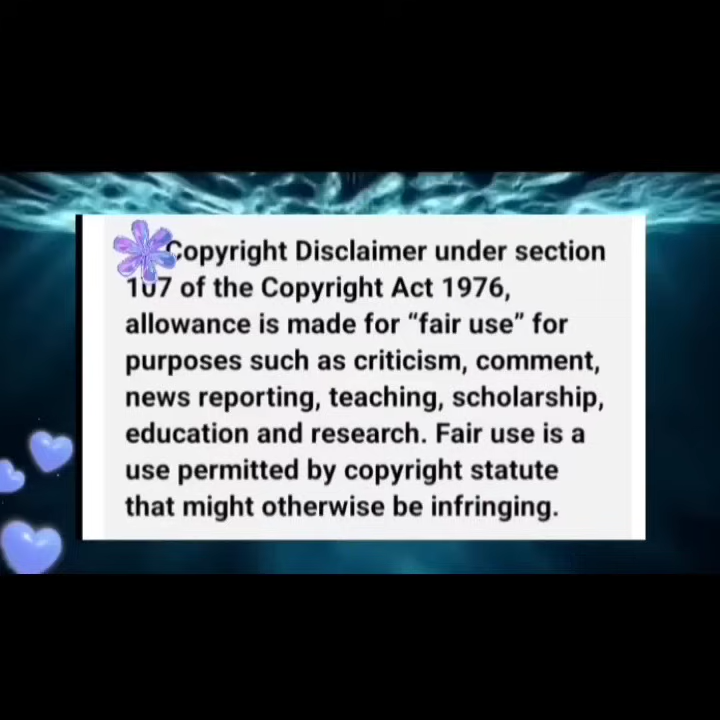 Copyright Disclaimer under section
107 of the Copyright Act 1976,
allowance is made for “fair use” for
purposes such as criticism, comment,
news reporting, teaching, scholarship,
education and research. Fair use is a
use permitted by copyright statute
that might otherwise be infringing.